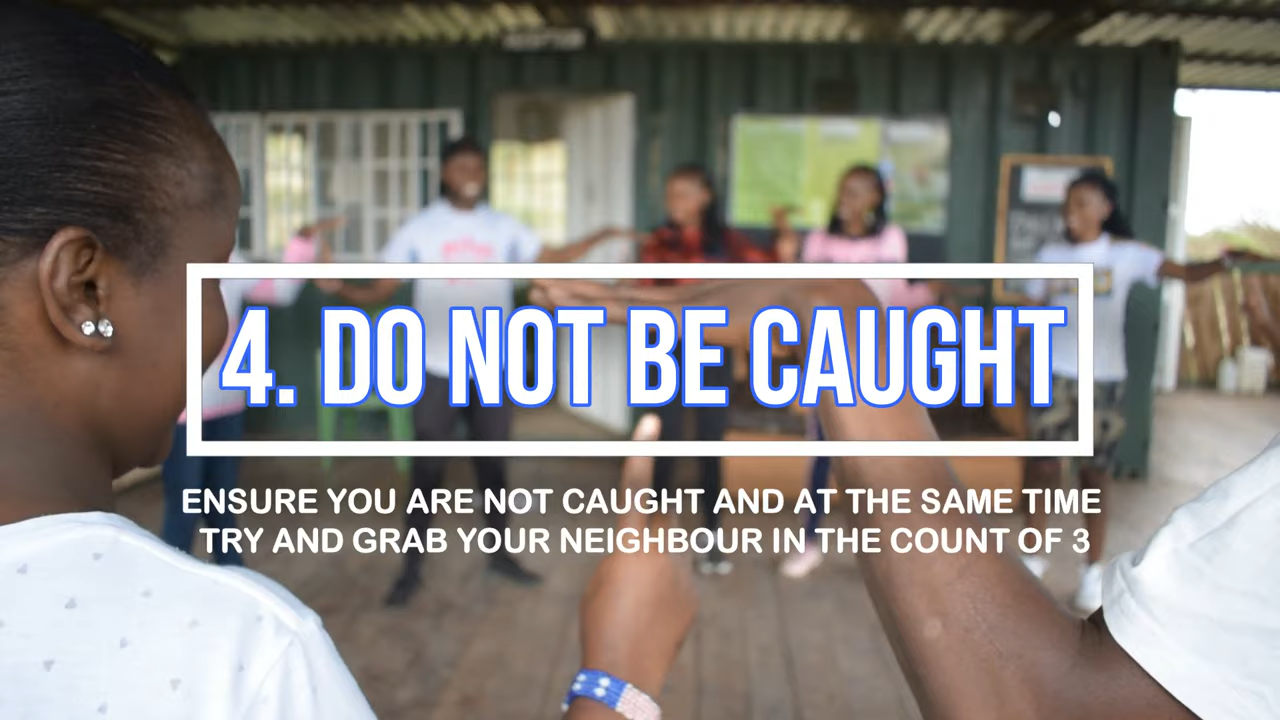 4. DO NOT BE CAUGHT
ENSURE YOU ARE NOT CAUGHT AND AT THE SAME TIME
TRY AND GRAB YOUR NEIGHBOUR IN THE COUNT OF 3